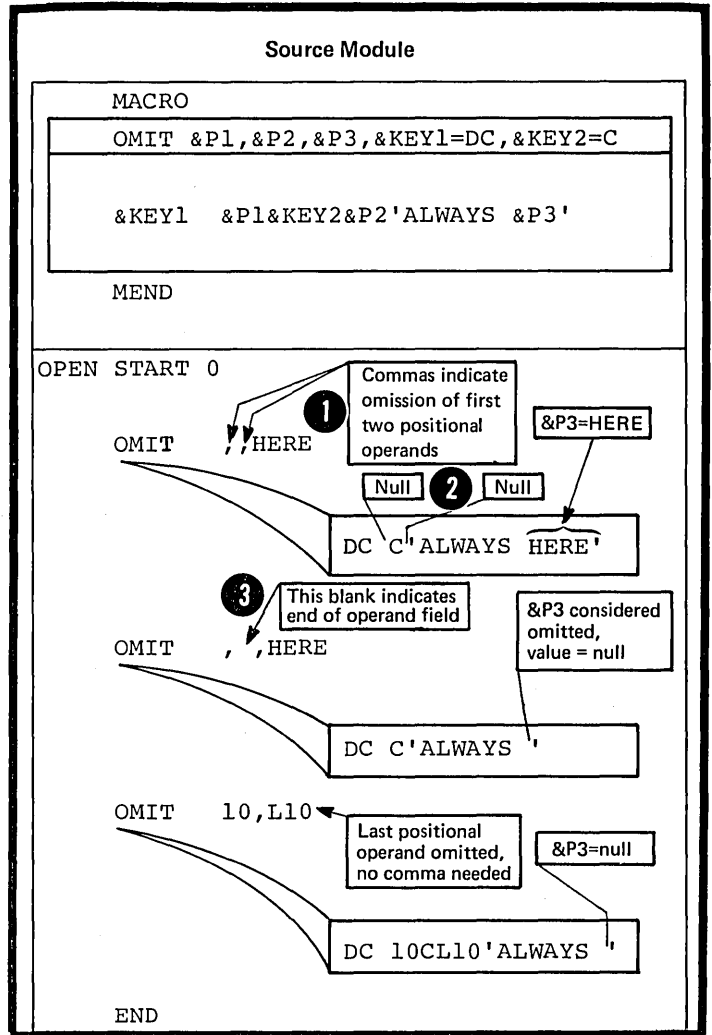 Source Module
MACRO
OMIT &P1,&P2,&P3,&KEY1=DC,&KEY2=C
&KEY1 &P1&KEY2&P2'ALWAYS &P3'
MEND
OPEN START 0
Commas indicate
omission of first
two positional
operands
1
&P3=HERE
OMIT ,,HERE
Null 2 Null
DC C'ALWAYS HERE'
3
This blank indicates
end of operand field
&P3 considered
omitted,
value = null
OMIT , ,HERE
DC C'ALWAYS '
OMIT 10,L10
Last positional
operand omitted,
no comma needed
&P3=null
DC 10CL10'ALWAYS '
END